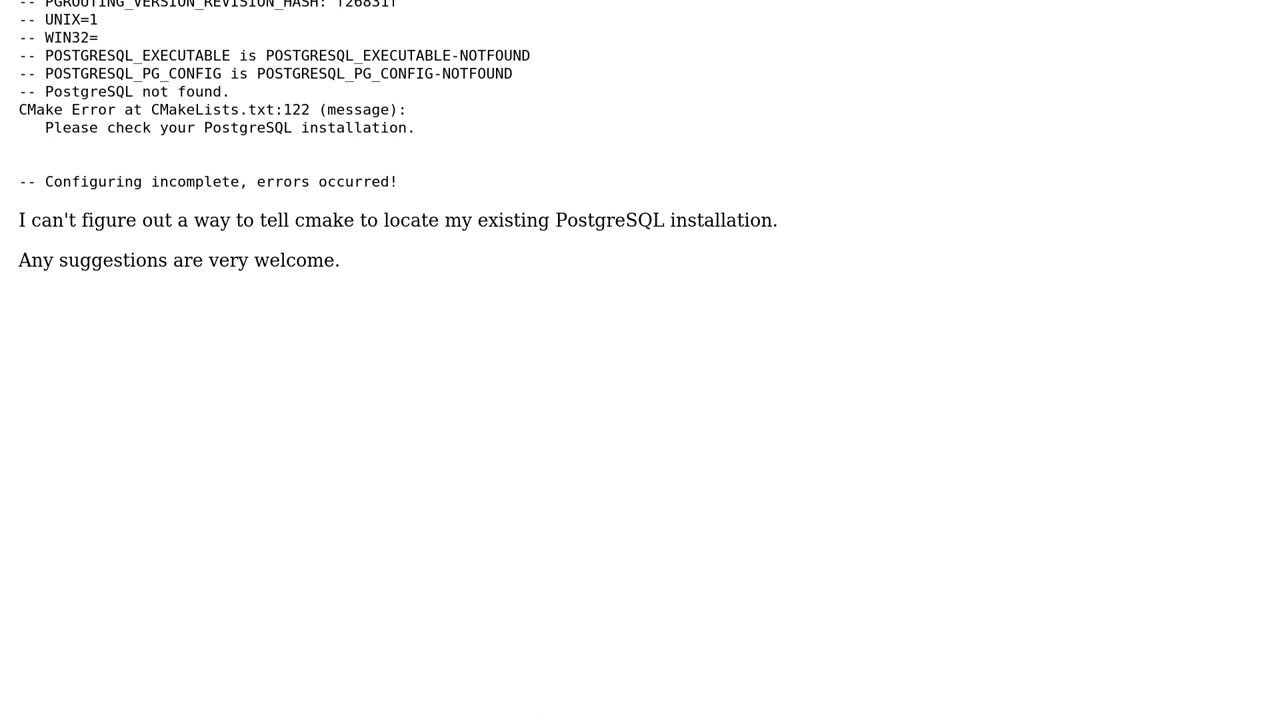 -- PGROUTING_VERSION_REVISION_HASH: f26831f
-- UNIX=1
-- WIN32=
-- POSTGRESQL_EXECUTABLE is POSTGRESQL_EXECUTABLE-NOTFOUND
-- POSTGRESQL_PG_CONFIG is POSTGRESQL_PG_CONFIG-NOTFOUND
-- PostgreSQL not found.
CMake Error at CMakeLists.txt:122 (message):
   Please check your PostgreSQL installation.
-- Configuring incomplete, errors occurred!
I can't figure out a way to tell cmake to locate my existing PostgreSQL installation.
Any suggestions are very welcome.